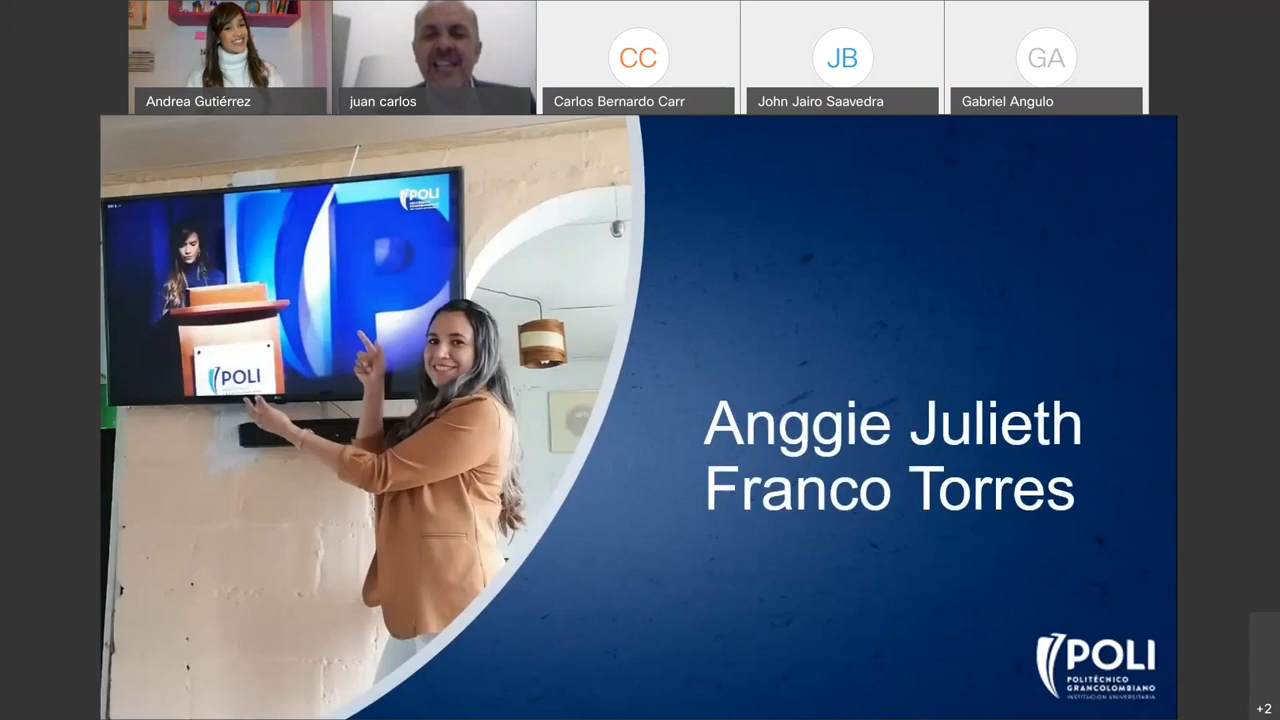 CC
JB
GA
Andrea Gutiérrez
juan carlos
Carlos Bernardo Carr
John Jairo Saavedra
Gabriel Angulo
POLI
P
POLI
Anggie Julieth
Franco Torres
POLI
POLITÉCNICO
GRANCOLOMBIANO
INSTITUCIÓN UNIVERSITARIA
+2